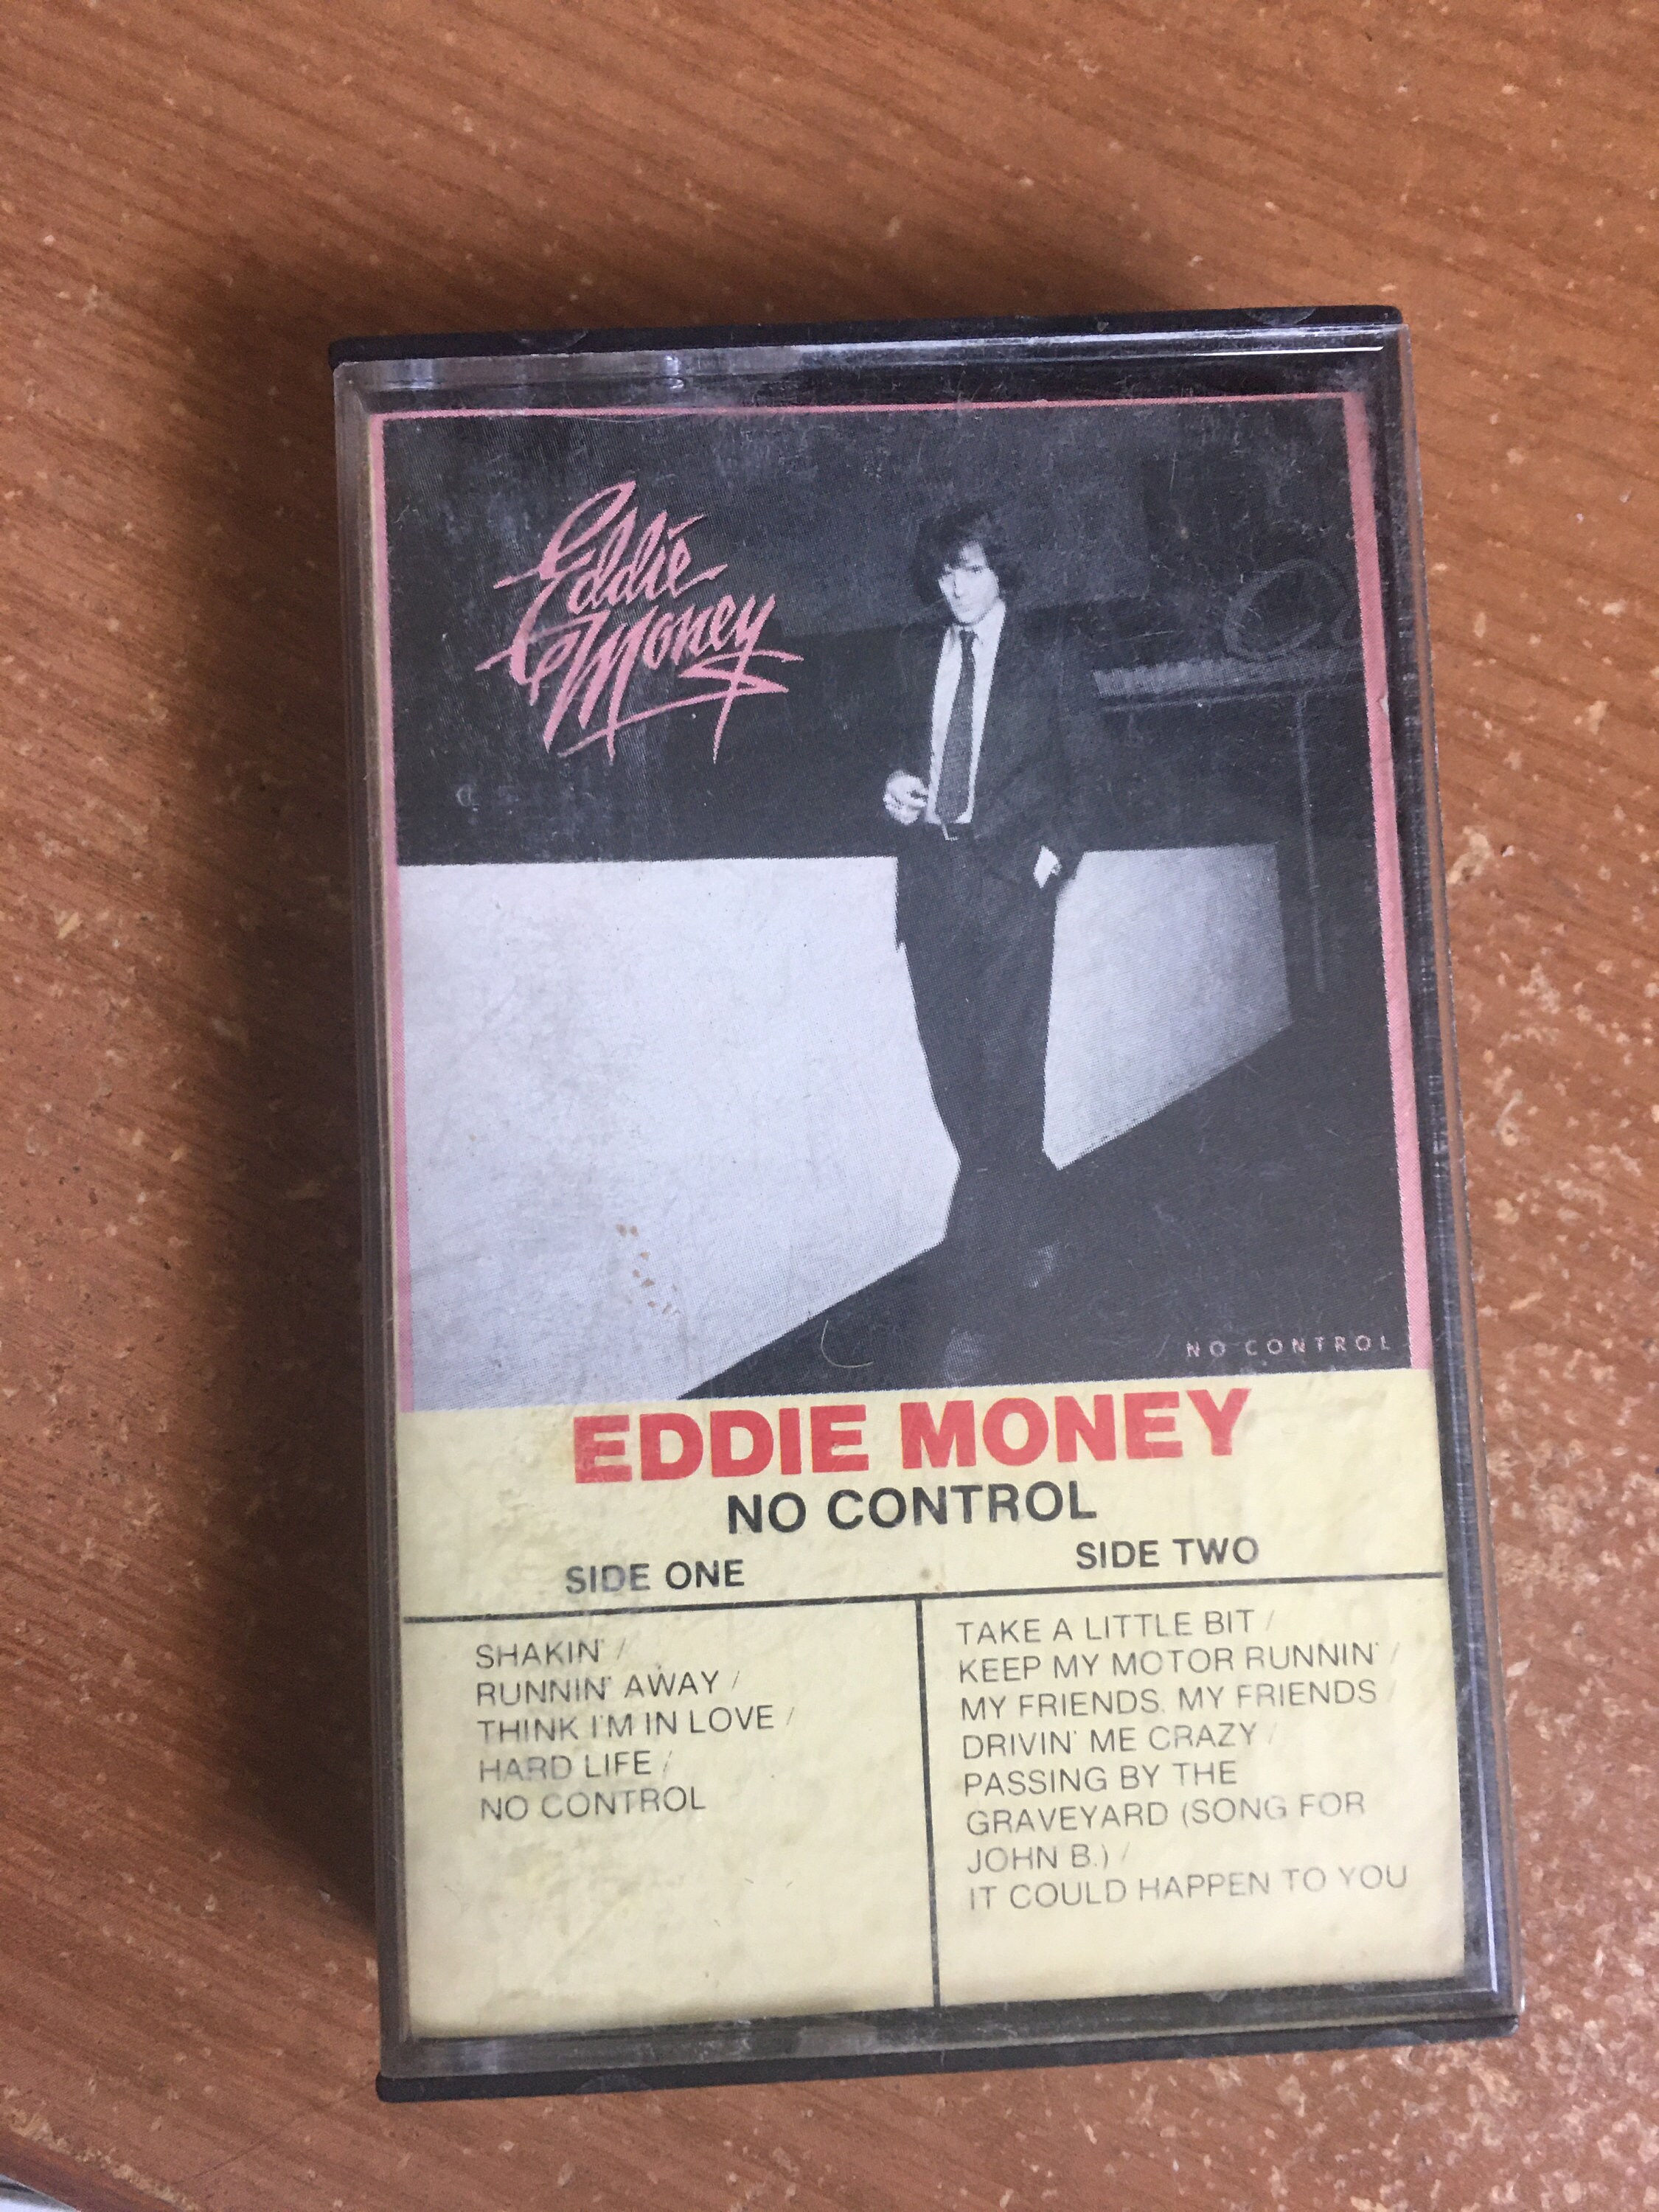 Eddie
Money
NO CONTROL
EDDIE MONEY
NO CONTROL
SIDE ONE
SHAKIN' /
RUNNIN' AWAY /
THINK I'M IN LOVE /
HARD LIFE /
NO CONTROL
SIDE TWO
TAKE A LITTLE BIT /
KEEP MY MOTOR RUNNIN' /
MY FRIENDS, MY FRIENDS /
DRIVIN' ME CRAZY /
PASSING BY THE
GRAVEYARD (SONG FOR
JOHN B.) /
IT COULD HAPPEN TO YOU